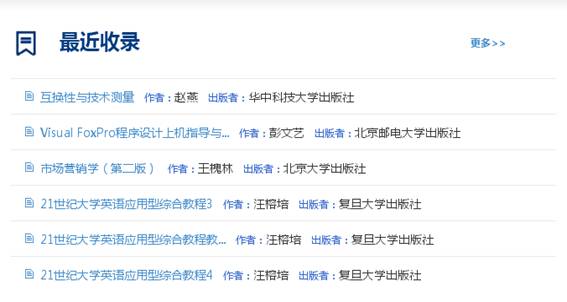 最近收录
更多>>
互换性与技术测量 作者：赵燕 出版者：华中科技大学出版社
Visual FoxPro程序设计上机指导与... 作者：彭文艺 出版者：北京邮电大学出版社
市场营销学（第二版） 作者：王槐林 出版者：北京大学出版社
21世纪大学英语应用型综合教程3 作者：汪榕培 出版者：复旦大学出版社
21世纪大学英语应用型综合教程教... 作者：汪榕培 出版者：复旦大学出版社
21世纪大学英语应用型综合教程4 作者：汪榕培 出版者：复旦大学出版社